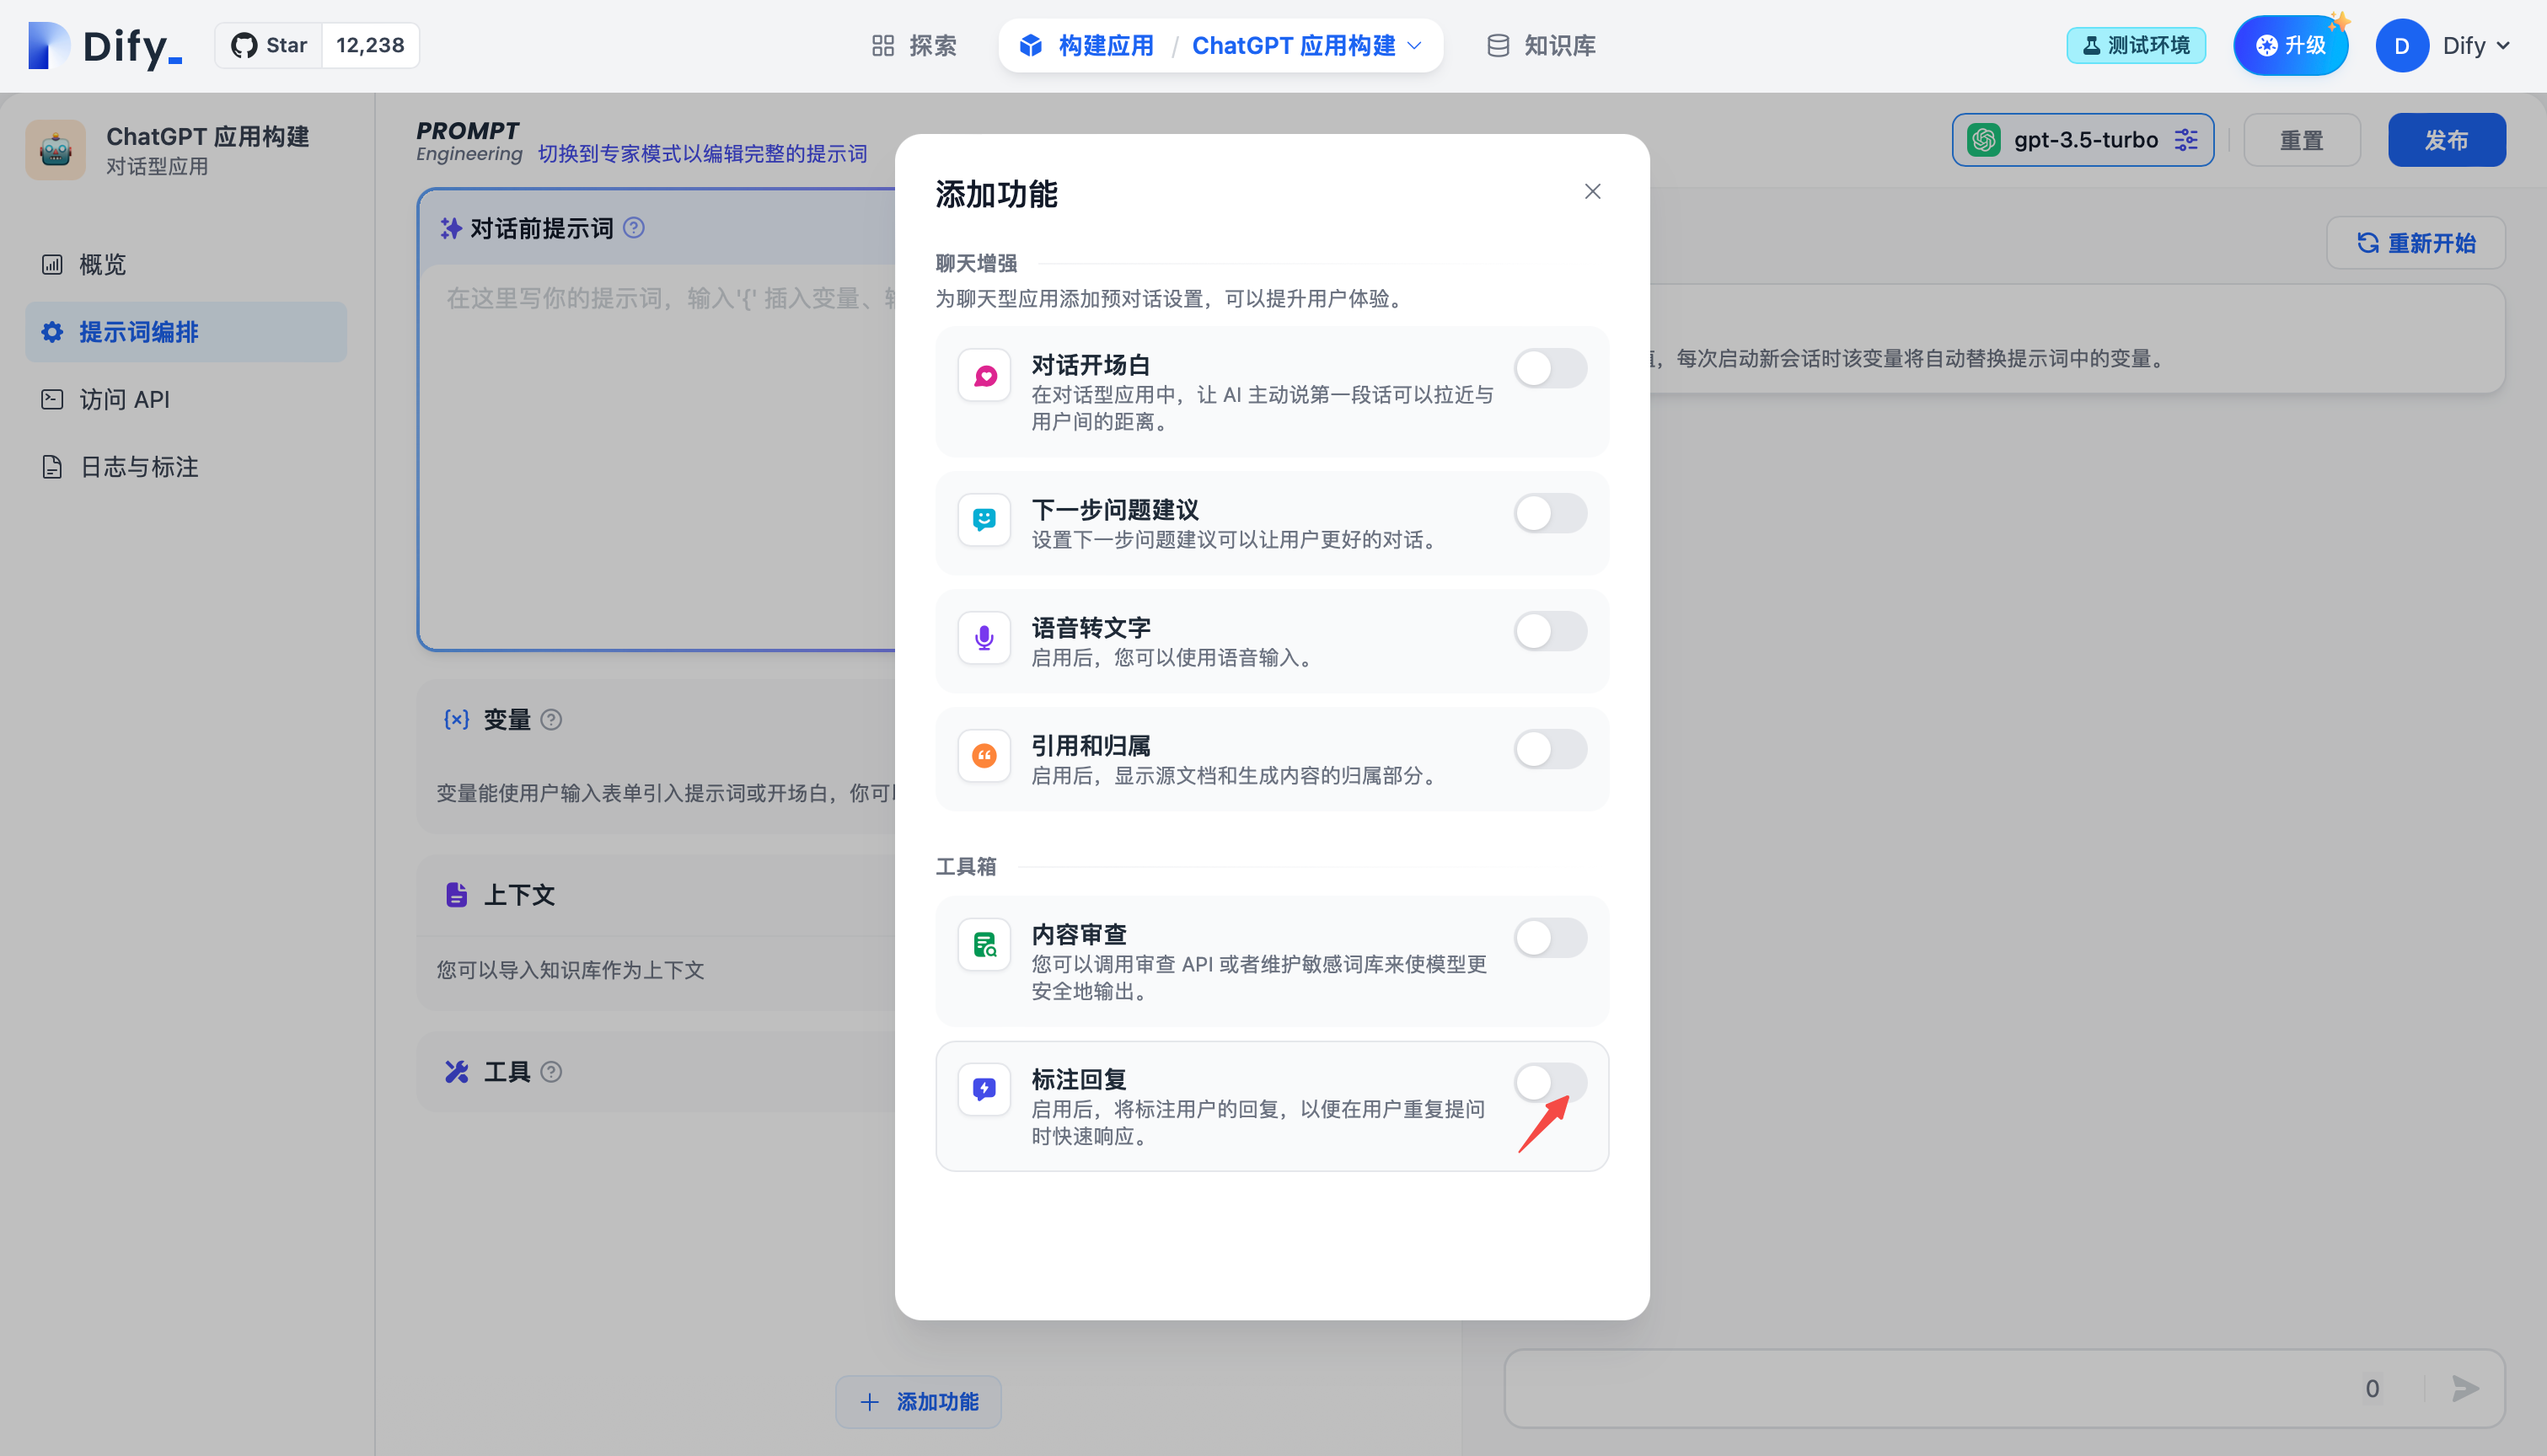 Dify_
Star 12,238
探索
构建应用 / ChatGPT 应用构建
知识库
测试环境
升级
D Dify
ChatGPT 应用构建
对话型应用
概览
提示词编排
访问 API
日志与标注
PROMPT
Engineering 切换到专家模式以编辑完整的提示词
gpt-3.5-turbo
重置
发布
对话前提示词
在这里写你的提示词，输入'{' 插入变量、
变量
变量能使用户输入表单引入提示词或开场白，你可
上下文
您可以导入知识库作为上下文
工具
添加功能
添加功能
聊天增强
为聊天型应用添加预对话设置，可以提升用户体验。
对话开场白
在对话型应用中，让 AI 主动说第一段话可以拉近与
用户间的距离。
下一步问题建议
设置下一步问题建议可以让用户更好的对话。
语音转文字
启用后，您可以使用语音输入。
引用和归属
启用后，显示源文档和生成内容的归属部分。
工具箱
内容审查
您可以调用审查 API 或者维护敏感词库来使模型更
安全地输出。
标注回复
启用后，将标注用户的回复，以便在用户重复提问
时快速响应。
重新开始
，每次启动新会话时该变量将自动替换提示词中的变量。
0